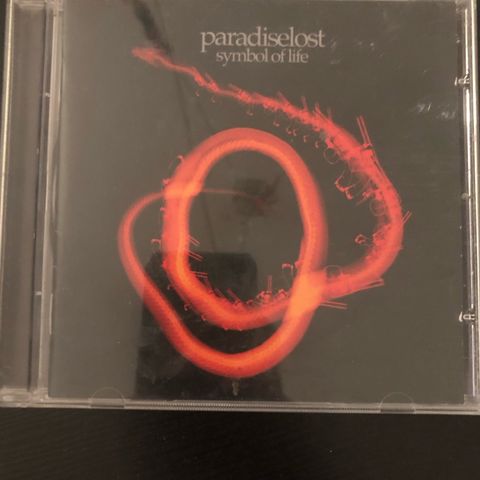 paradiselost
symbol of life